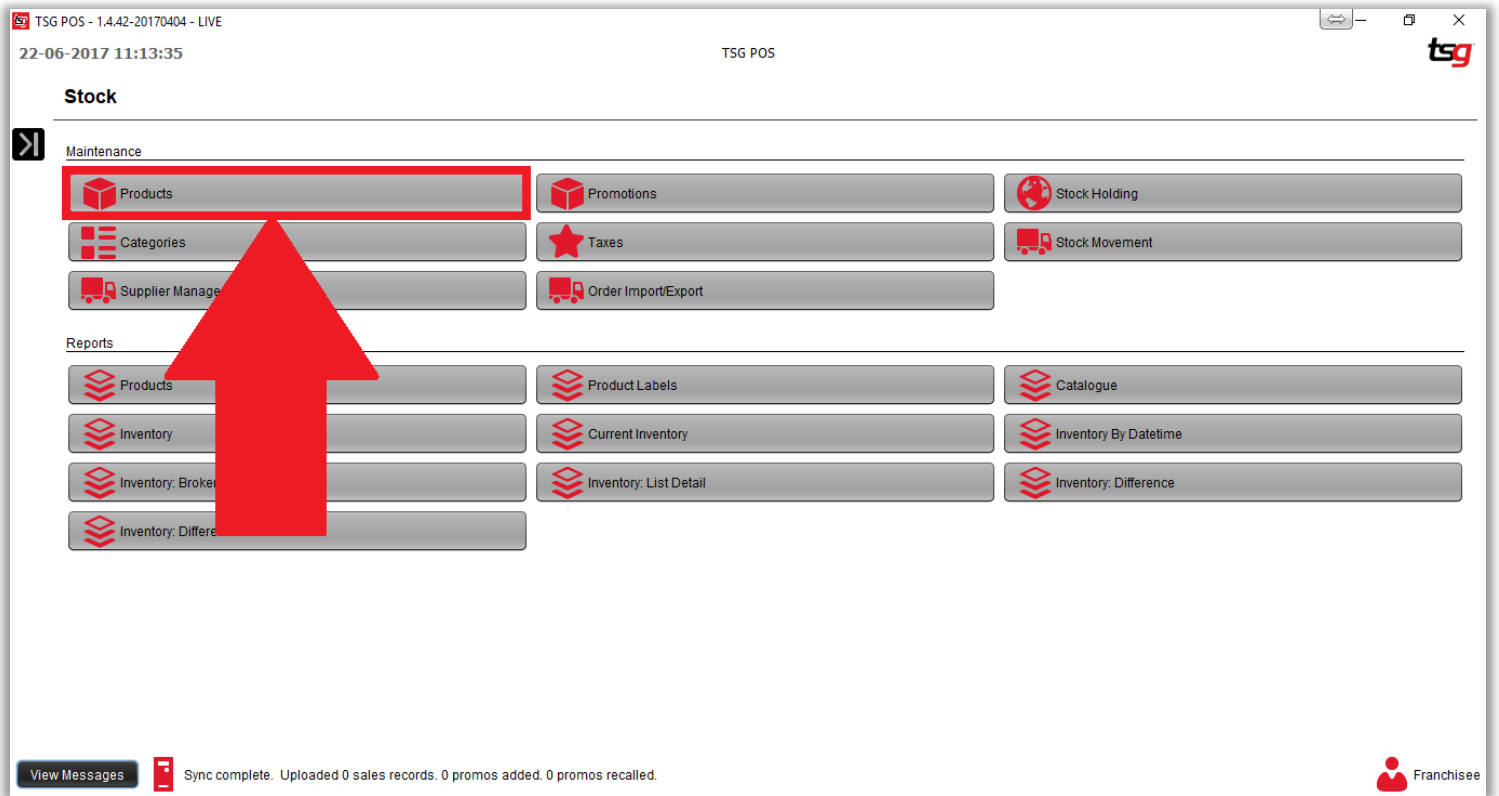 TSG POS - 1.4.42-20170404 - LIVE
22-06-2017 11:13:35
TSG POS
tsg
Stock
Maintenance
Products
Promotions
Stock Holding
Categories
Taxes
Stock Movement
Supplier Manage
Order Import/Export
Reports
Products
Product Labels
Catalogue
Inventory
Current Inventory
Inventory By Datetime
Inventory: Broke
Inventory: List Detail
Inventory: Difference
Inventory: Differe
View Messages
Sync complete. Uploaded 0 sales records. 0 promos added. 0 promos recalled.
Franchisee